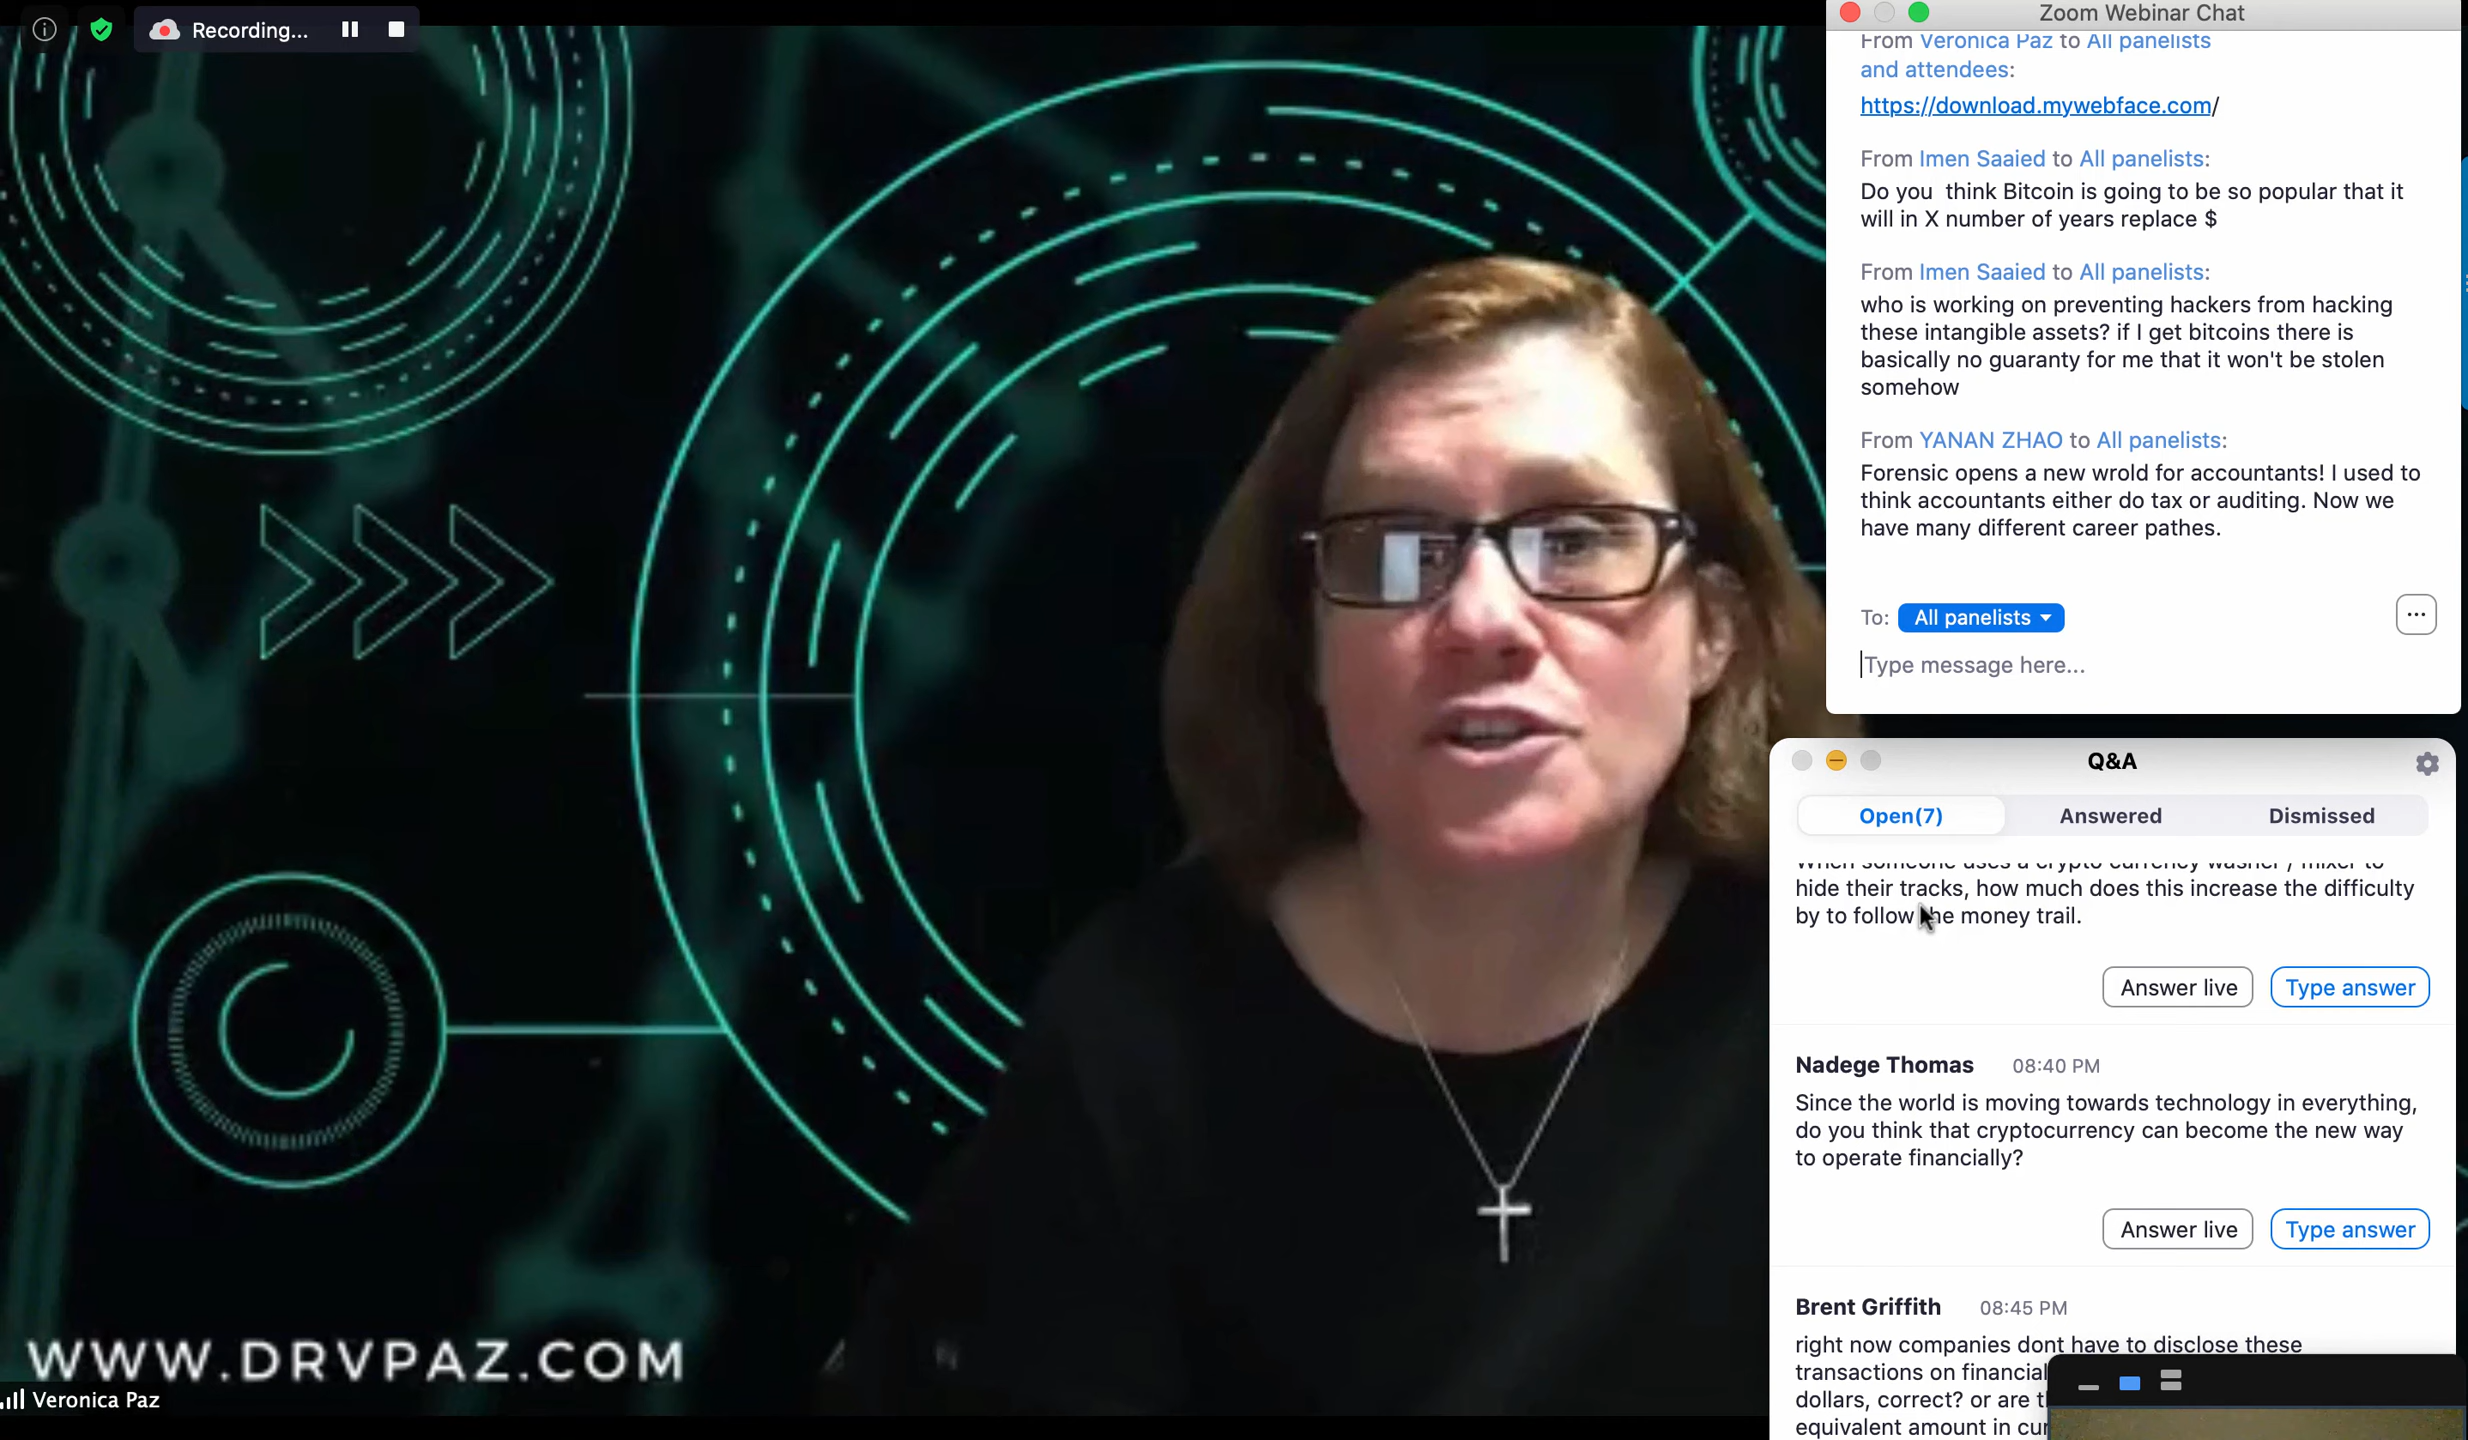 Recording...
Zoom Webinar Chat
From Veronica Paz to All panelists
and attendees:
https://download.mywebface.com/
From Imen Saaied to All panelists:
Do you  think Bitcoin is going to be so popular that it
will in X number of years replace $
From Imen Saaied to All panelists:
who is working on preventing hackers from hacking
these intangible assets? if I get bitcoins there is
basically no guaranty for me that it won't be stolen
somehow
From YANAN ZHAO to All panelists:
Forensic opens a new wrold for accountants! I used to
think accountants either do tax or auditing. Now we
have many different career pathes.
To: All panelists
...
Type message here...
Q&A
Open(7)
Answered
Dismissed
When someone uses a crypto currency washer / mixer to
hide their tracks, how much does this increase the difficulty
by to follow the money trail.
Answer live
Type answer
Nadege Thomas 08:40 PM
Since the world is moving towards technology in everything,
do you think that cryptocurrency can become the new way
to operate financially?
Answer live
Type answer
Brent Griffith 08:45 PM
right now companies dont have to disclose these
transactions on financial
dollars, correct? or are
equivalent amount in
WWW.DRVPAZ.COM
Veronica Paz